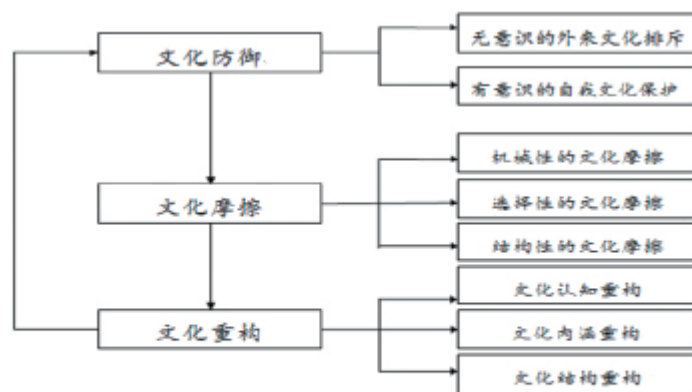 文化防御
无意识的外来文化排斥
有意识的自我文化保护
文化摩擦
机械性的文化摩擦
选择性的文化摩擦
结构性的文化摩擦
文化重构
文化认知重构
文化内涵重构
文化结构重构